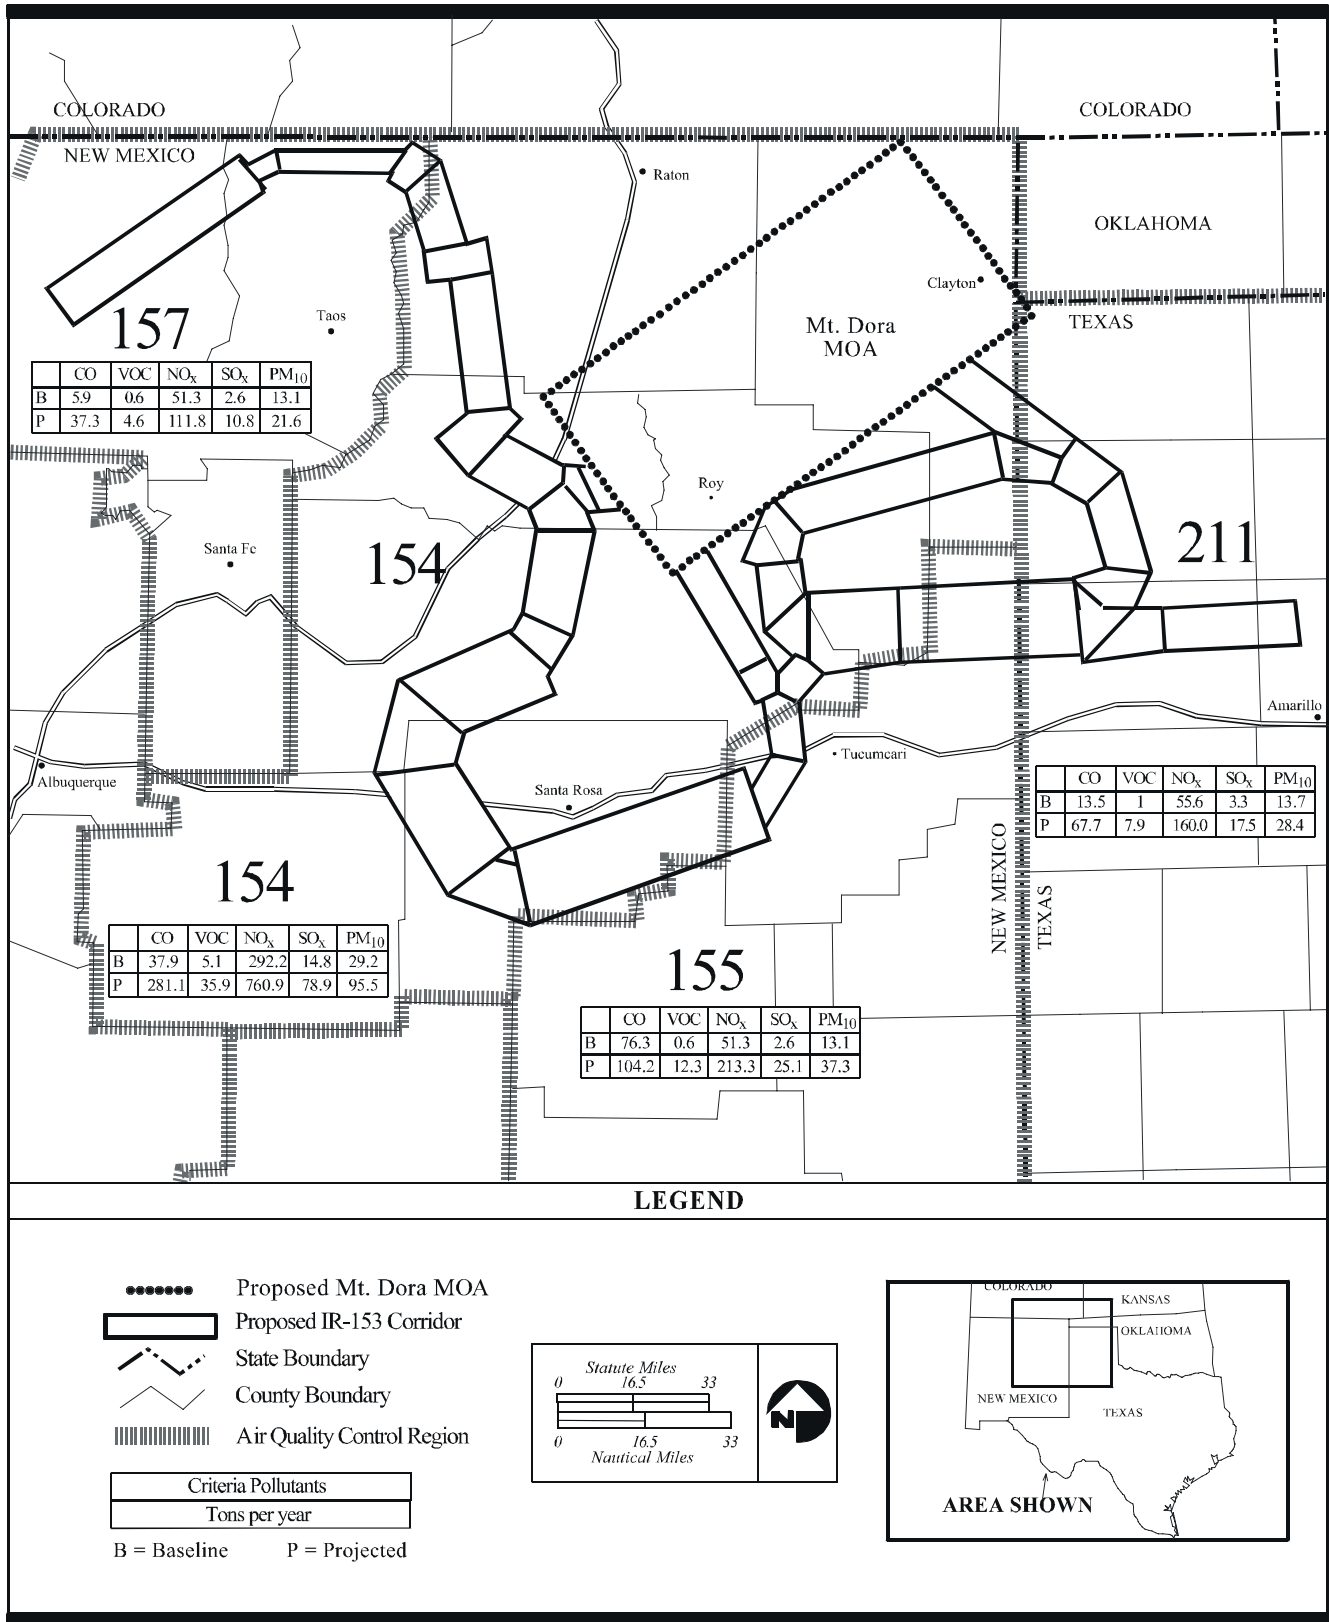 COLORADO
COLORADO
NEW MEXICO
Raton
OKLAHOMA
Clayton
Taos
157
Mt. Dora
MOA
TEXAS
CO VOC NOx SOx PM10
B 5.9 0.6 51.3 2.6 13.1
P 37.3 4.6 111.8 10.8 21.6
Roy
Santa Fe
154
211
Amarillo
Tucumcari
Albuquerque
Santa Rosa
CO VOC NOx SOx PM10
B 13.5 1 55.6 3.3 13.7
P 67.7 7.9 160.0 17.5 28.4
NEW MEXICO
TEXAS
154
CO VOC NOx SOx PM10
B 37.9 5.1 292.2 14.8 29.2
P 281.1 35.9 760.9 78.9 95.5
155
CO VOC NOx SOx PM10
B 76.3 0.6 51.3 2.6 13.1
P 104.2 12.3 213.3 25.1 37.3
LEGEND
Proposed Mt. Dora MOA
Proposed IR-153 Corridor
State Boundary
County Boundary
Air Quality Control Region
Criteria Pollutants
Tons per year
B = Baseline P = Projected
Statute Miles
0 16.5 33
0 16.5 33
Nautical Miles
N
COLORADO
KANSAS
OKLAHOMA
NEW MEXICO
TEXAS
AREA SHOWN